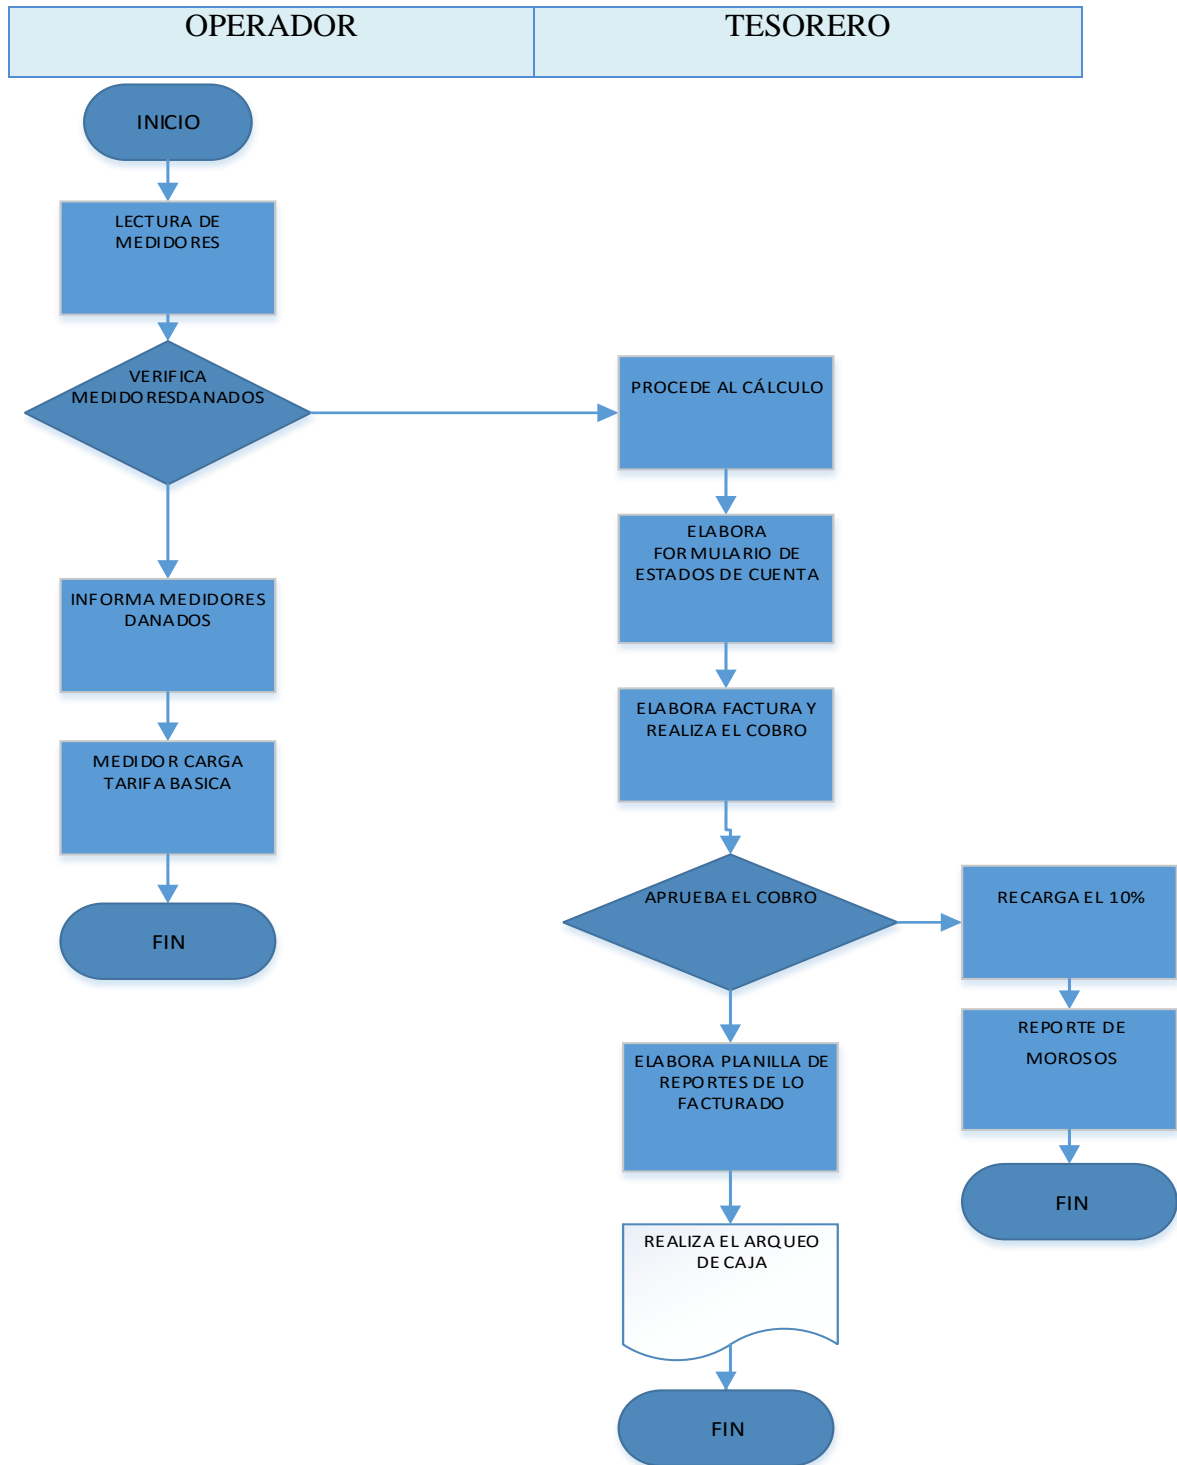 OPERADOR
TESORERO
INICIO
LECTURA DE
MEDIDORES
VERIFICA
MEDIDORESDANADOS
INFORMA MEDIDORES
DANADOS
MEDIDOR CARGA
TARIFA BASICA
FIN
PROCEDE AL CÁLCULO
ELABORA
FORMULARIO DE
ESTADOS DE CUENTA
ELABORA FACTURA Y
REALIZA EL COBRO
APRUEBA EL COBRO
RECARGA EL 10%
REPORTE DE
MOROSOS
FIN
ELABORA PLANILLA DE
REPORTES DE LO
FACTURADO
REALIZA EL ARQUEO
DE CAJA
FIN